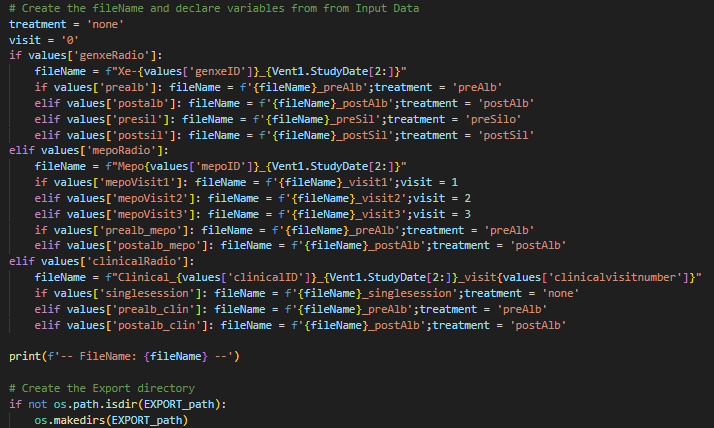 # Create the fileName and declare variables from from Input Data
treatment = 'none'
visit = '0'
if values['genxeRadio']:
    fileName = f"Xe-{values['genxeID']}_{Vent1.StudyDate[2:]}"
    if values['prealb']: fileName = f'{fileName}_preAlb';treatment = 'preAlb'
    elif values['postalb']: fileName = f'{fileName}_postAlb';treatment = 'postAlb'
    elif values['presil']: fileName = f'{fileName}_preSil';treatment = 'preSilo'
    elif values['postsil']: fileName = f'{fileName}_postSil';treatment = 'postSil'
elif values['mepoRadio']:
    fileName = f"Mepo{values['mepoID']}_{Vent1.StudyDate[2:]}"
    if values['mepoVisit1']: fileName = f'{fileName}_visit1';visit = 1
    elif values['mepoVisit2']: fileName = f'{fileName}_visit2';visit = 2
    elif values['mepoVisit3']: fileName = f'{fileName}_visit3';visit = 3
    if values['prealb_mepo']: fileName = f'{fileName}_preAlb';treatment = 'preAlb'
    elif values['postalb_mepo']: fileName = f'{fileName}_postAlb';treatment = 'postAlb'
elif values['clinicalRadio']:
    fileName = f"Clinical_{values['clinicalID']}_{Vent1.StudyDate[2:]}_visit{values['clinicalvisitnumber']}"
    if values['singlesession']: fileName = f'{fileName}_singlesession';treatment = 'none'
    elif values['prealb_clin']: fileName = f'{fileName}_preAlb';treatment = 'preAlb'
    elif values['postalb_clin']: fileName = f'{fileName}_postAlb';treatment = 'postAlb'

print(f'-- FileName: {fileName} --')

# Create the Export directory
if not os.path.isdir(EXPORT_path):
    os.makedirs(EXPORT_path)